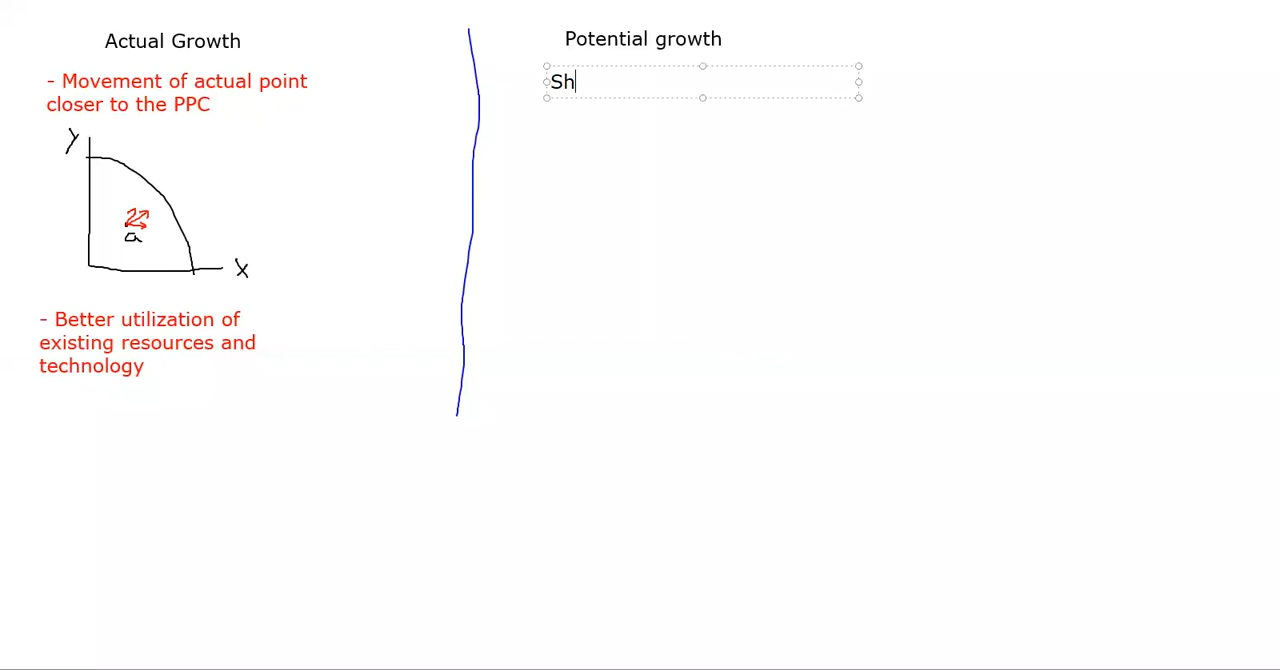 Actual Growth
- Movement of actual point
closer to the PPC
y
a
x
- Better utilization of
existing resources and
technology
Potential growth
Sh